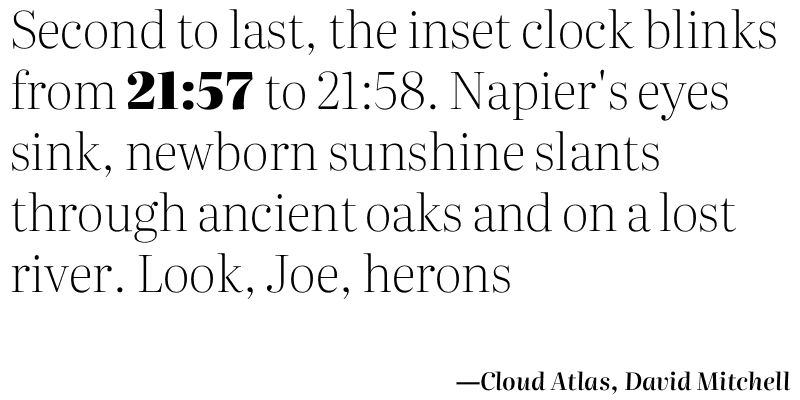 Second to last, the inset clock blinks
from 21:57 to 21:58. Napier's eyes
sink, newborn sunshine slants
through ancient oaks and on a lost
river. Look, Joe, herons
—Cloud Atlas, David Mitchell